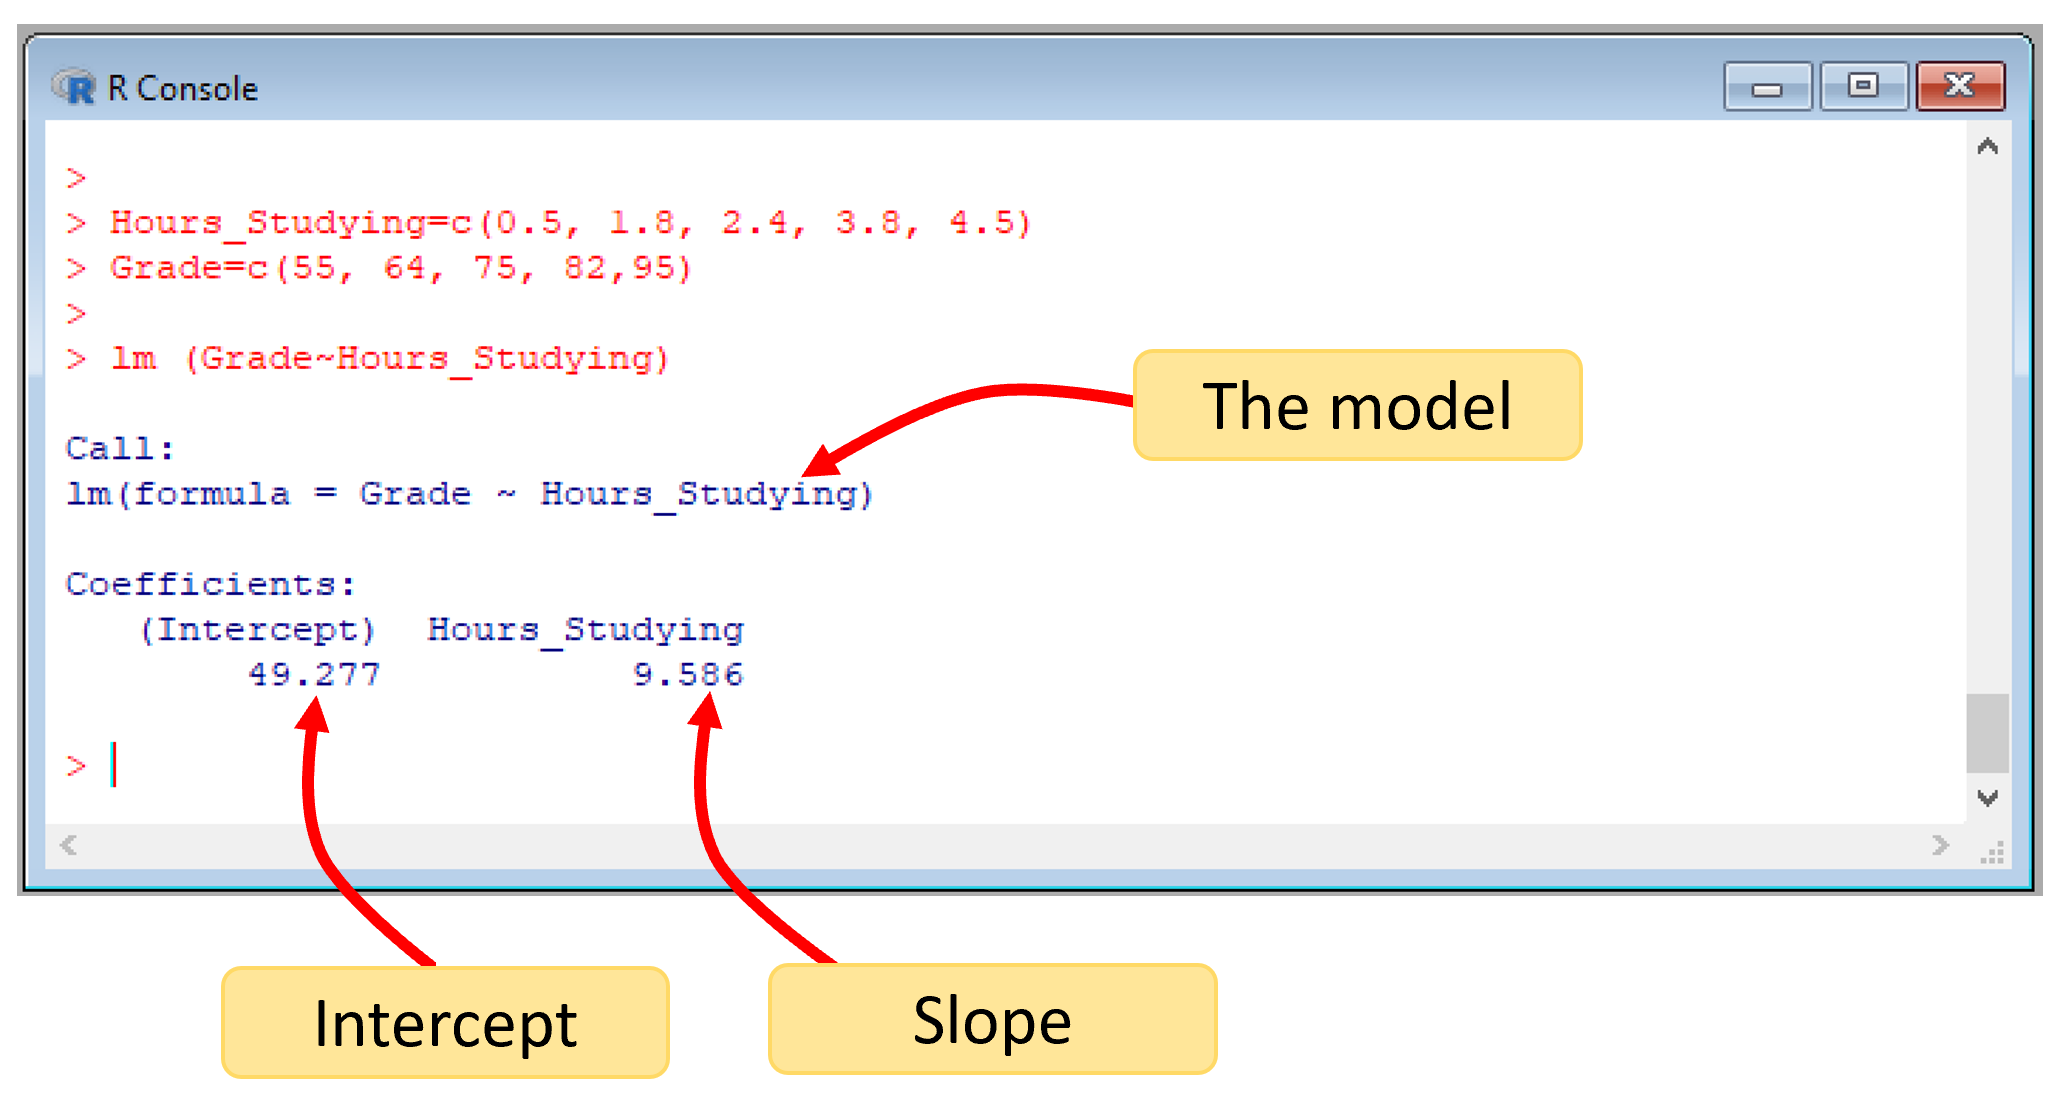 R Console
>
> Hours_Studying=c(0.5, 1.8, 2.4, 3.8, 4.5)
> Grade=c(55, 64, 75, 82,95)
>
> lm (Grade~Hours_Studying)
The model
Call:
lm(formula = Grade ~ Hours_Studying)
Coefficients:
(Intercept) Hours_Studying
49.277 9.586
>
Intercept
Slope